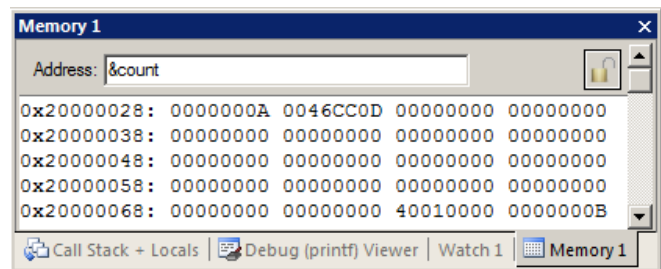 Memory 1
Address: &count
0x20000028: 0000000A 0046CC0D 00000000 00000000
0x20000038: 00000000 00000000 00000000 00000000
0x20000048: 00000000 00000000 00000000 00000000
0x20000058: 00000000 00000000 00000000 00000000
0x20000068: 00000000 00000000 40010000 0000000B
Call Stack + Locals | Debug (printf) Viewer | Watch 1 | Memory 1